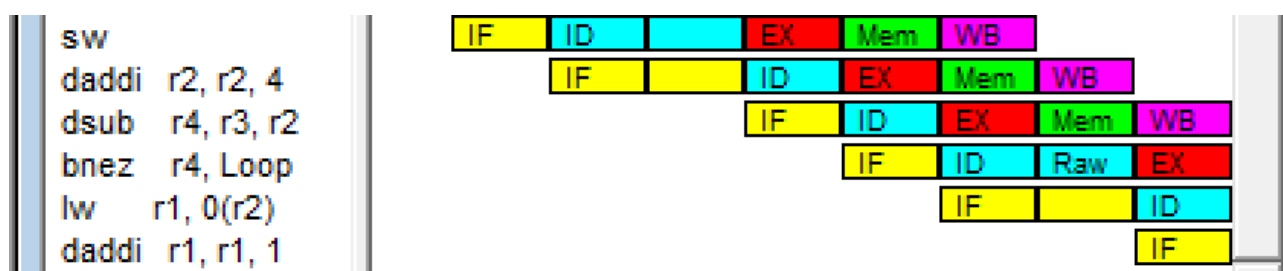 sw IF ID EX Mem WB
daddi r2, r2, 4 IF ID EX Mem WB
dsub r4, r3, r2 IF ID EX Mem WB
bnez r4, Loop IF ID Raw EX
lw r1, 0(r2) IF ID
daddi r1, r1, 1 IF